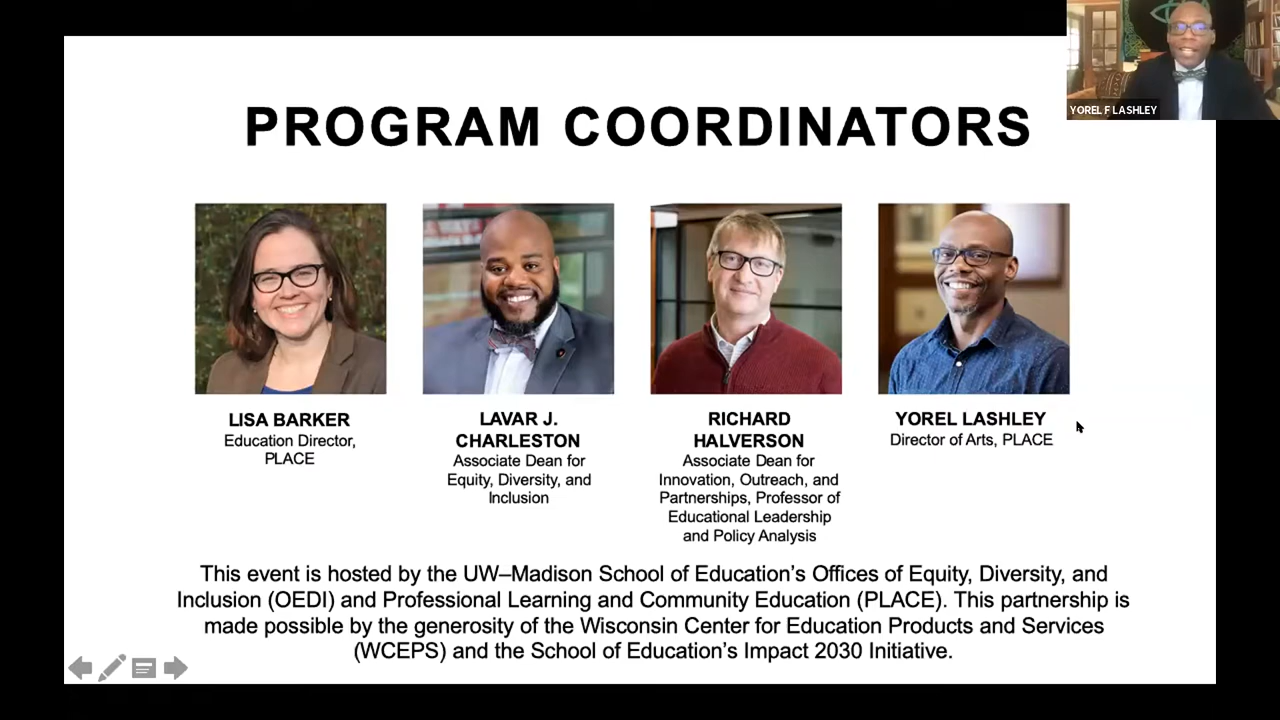 YOREL F LASHLEY
PROGRAM COORDINATORS
LISA BARKER
Education Director,
PLACE
LAVAR J.
CHARLESTON
Associate Dean for
Equity, Diversity, and
Inclusion
RICHARD
HALVERSON
Associate Dean for
Innovation, Outreach, and
Partnerships, Professor of
Educational Leadership
and Policy Analysis
YOREL LASHLEY
Director of Arts, PLACE
This event is hosted by the UW–Madison School of Education's Offices of Equity, Diversity, and
Inclusion (OEDI) and Professional Learning and Community Education (PLACE). This partnership is
made possible by the generosity of the Wisconsin Center for Education Products and Services
(WCEPS) and the School of Education's Impact 2030 Initiative.